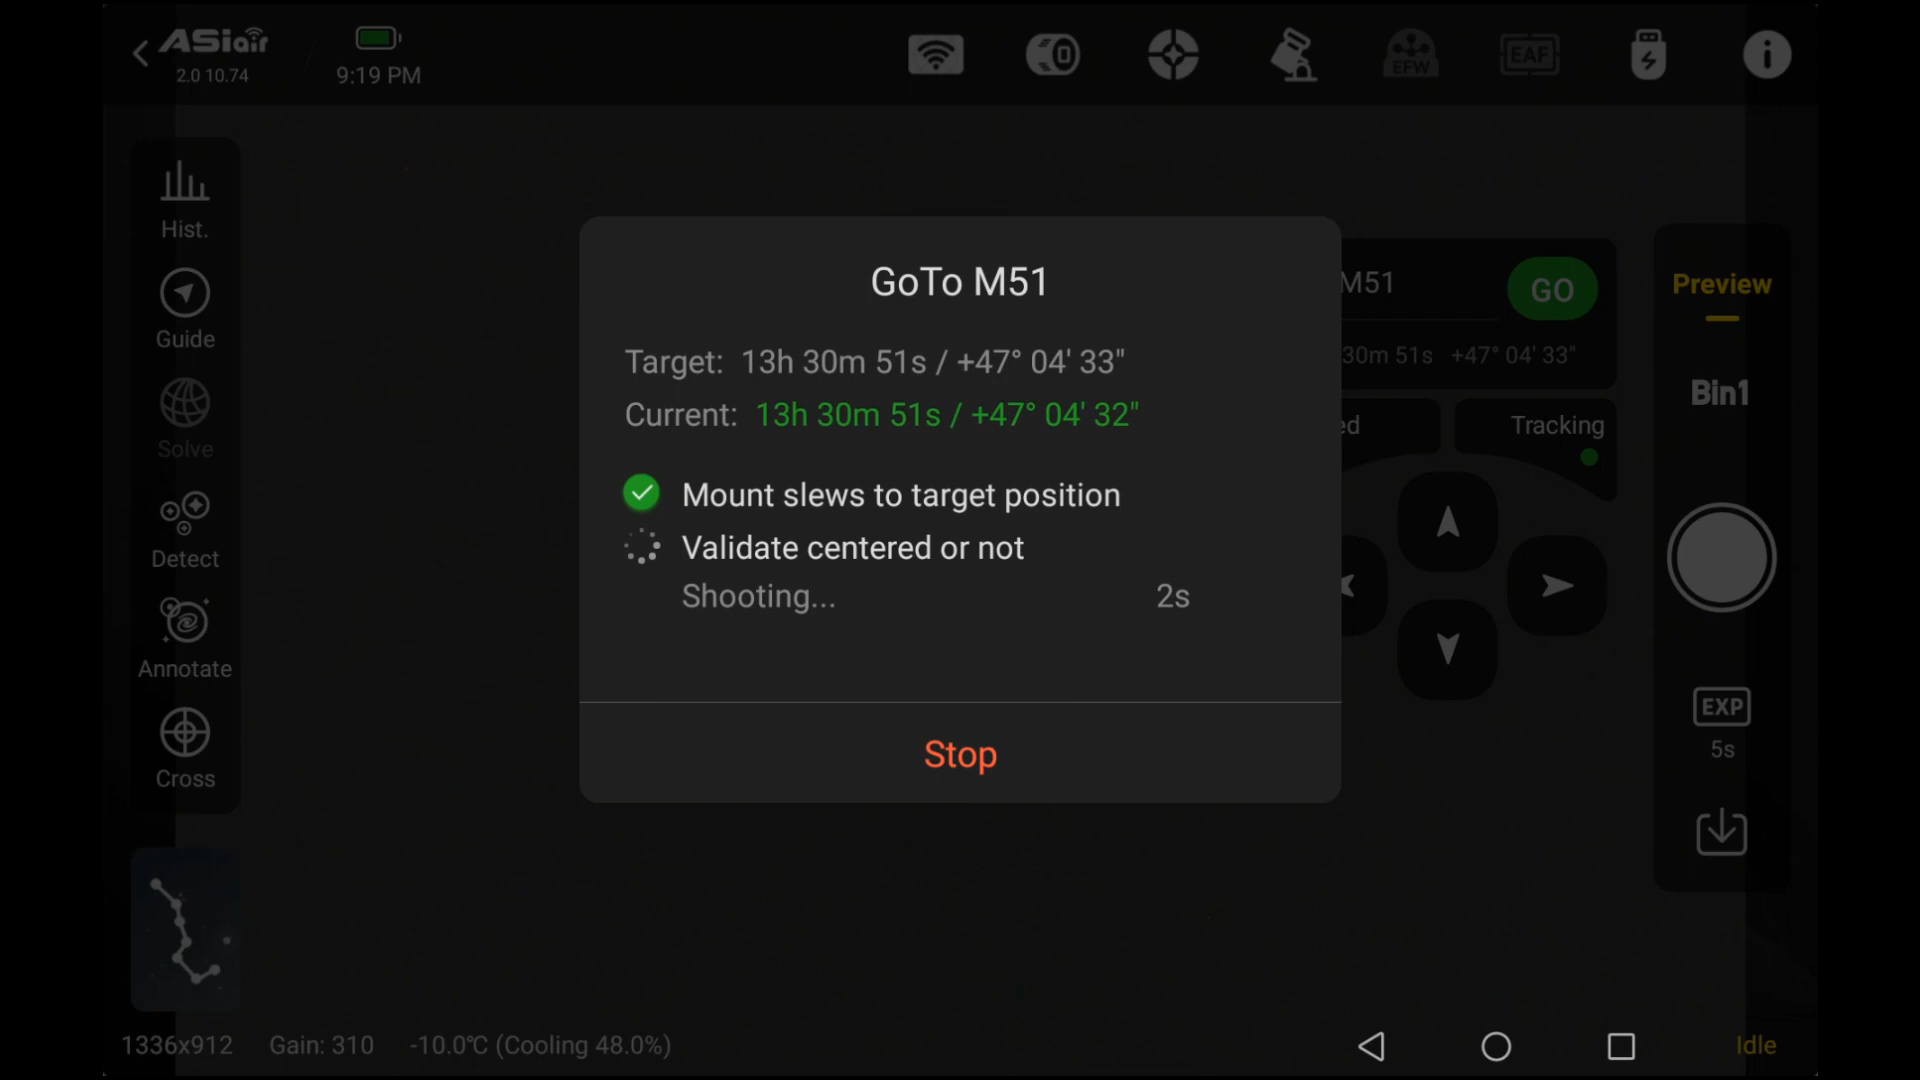 ASiair
2.0 10.74
9:19 PM
EFW
EAF
Hist.
Guide
Solve
Detect
Annotate
Cross
GoTo M51
Target: 13h 30m 51s / +47° 04' 33"
Current: 13h 30m 51s / +47° 04' 32"
Mount slews to target position
Validate centered or not
Shooting... 2s
Stop
M51
GO
30m 51s +47° 04' 33"
ed
Tracking
Preview
Bin1
EXP
5s
1336x912 Gain: 310 -10.0℃ (Cooling 48.0%)
Idle